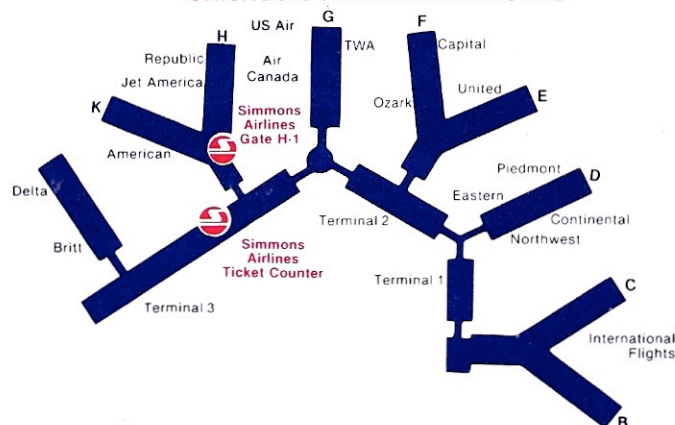 G
US Air
F
H
TWA
Capital
Republic
Air
Canada
Jet America
United
K
Ozark
E
Simmons
Airlines
Gate H-1
American
Piedmont
D
Delta
Eastern
Continental
Terminal 2
Northwest
Britt
Simmons
Airlines
Ticket Counter
Terminal 1
C
Terminal 3
International
Flights
B